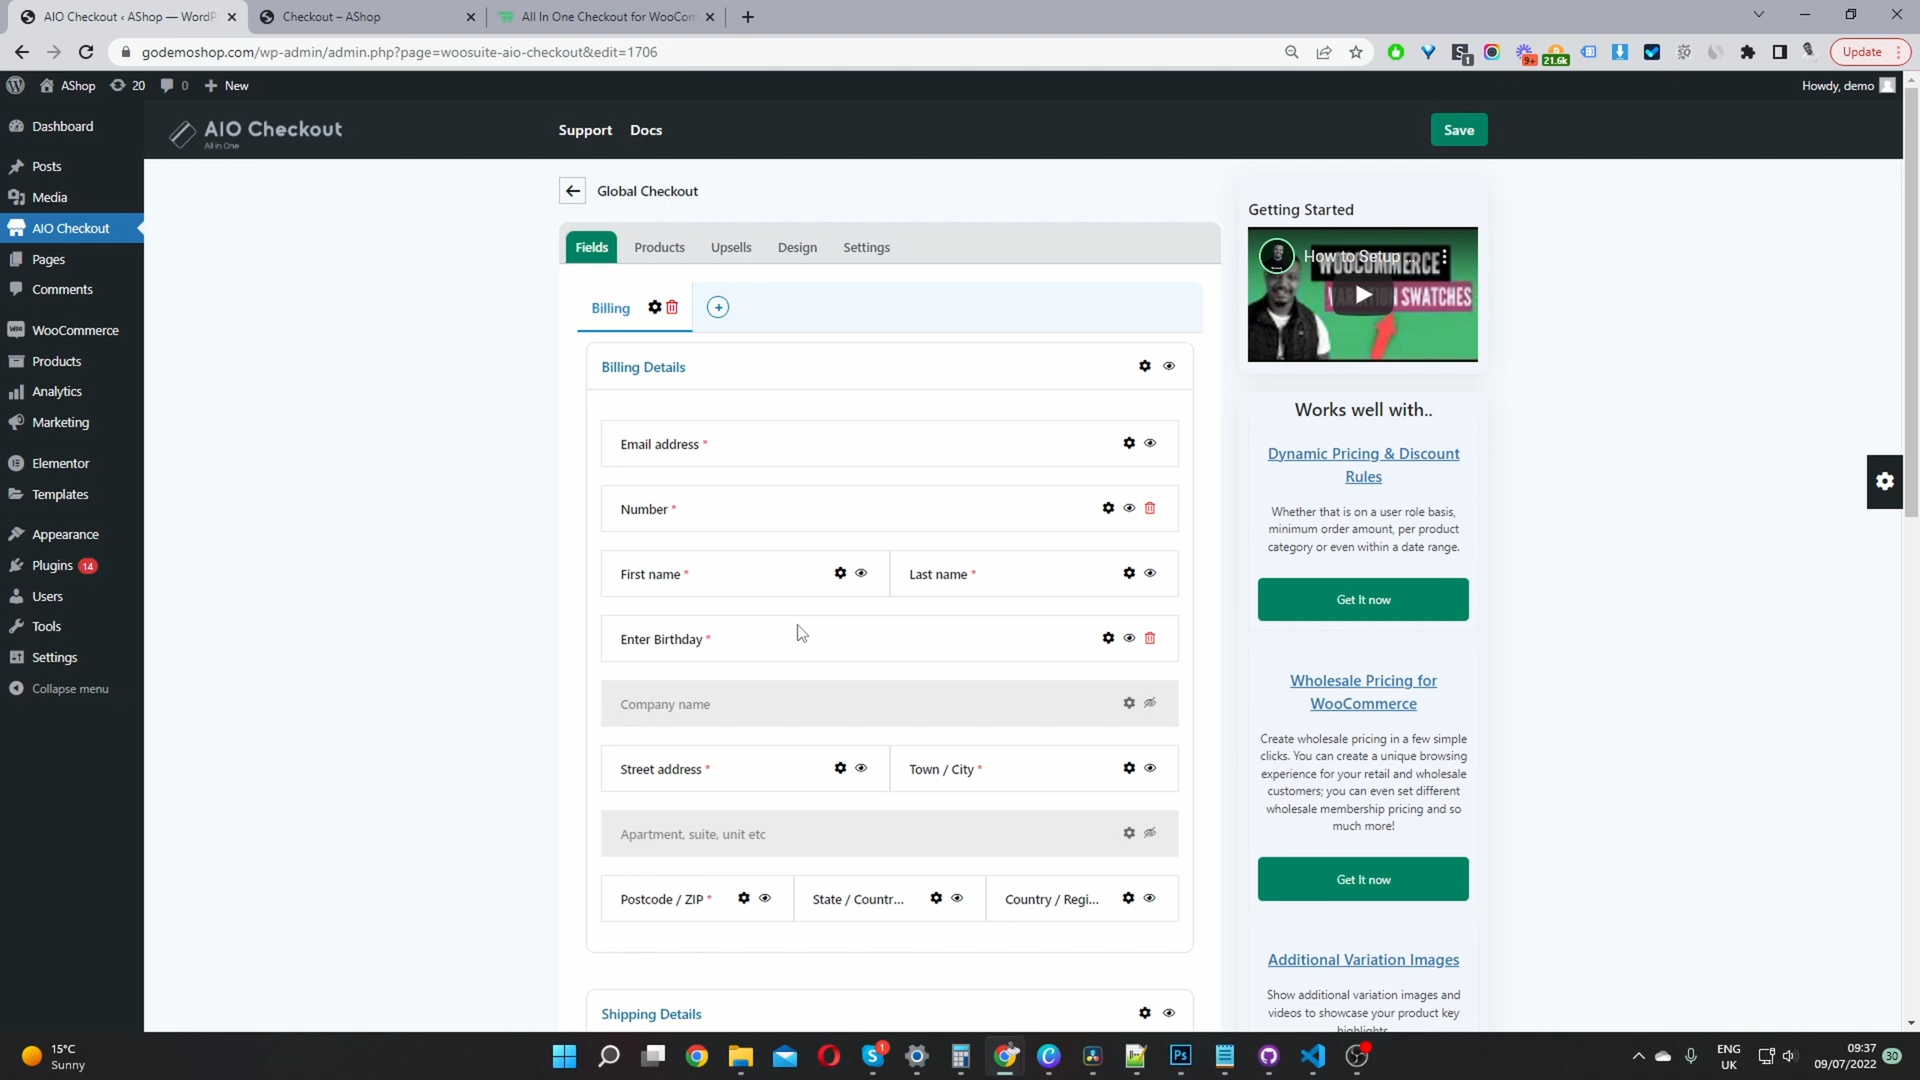 AIO Checkout ‹ AShop — WordP
Checkout – AShop
All In One Checkout for WooCom
godemoshop.com/wp-admin/admin.php?page=woosuite-aio-checkout&edit=1706
1
9+
21.6k
Update
AShop
20
0
New
Howdy, demo
Dashboard
Posts
Media
AIO Checkout
Pages
Comments
WooCommerce
Products
Analytics
Marketing
Elementor
Templates
Appearance
Plugins 14
Users
Tools
Settings
Collapse menu
AIO Checkout
All in One
Support
Docs
Save
Global Checkout
Fields
Products
Upsells
Design
Settings
Billing
Billing Details
Email address *
Number *
First name *
Last name *
Enter Birthday *
Company name
Street address *
Town / City *
Apartment, suite, unit etc
Postcode / ZIP *
State / Countr...
Country / Regi...
Shipping Details
Getting Started
How to Setup ...
WOOCOMMERCE
VARIATION SWATCHES
Works well with..
Dynamic Pricing & Discount
Rules
Whether that is on a user role basis,
minimum order amount, per product
category or even within a date range.
Get It now
Wholesale Pricing for
WooCommerce
Create wholesale pricing in a few simple
clicks. You can create a unique browsing
experience for your retail and wholesale
customers; you can even set different
wholesale membership pricing and so
much more!
Get It now
Additional Variation Images
Show additional variation images and
videos to showcase your product key
highlights.
15°C
Sunny
1
Ps
ENG
UK
09:37
09/07/2022
30